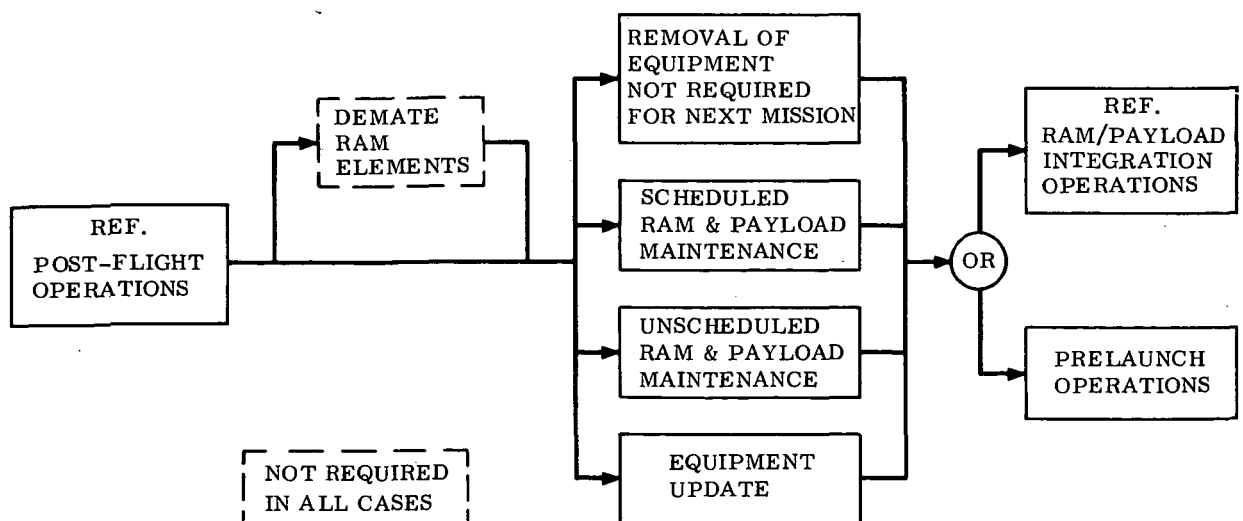 REF.
POST-FLIGHT
OPERATIONS
DEMATE
RAM
ELEMENTS
NOT REQUIRED
IN ALL CASES
REMOVAL OF
EQUIPMENT
NOT REQUIRED
FOR NEXT MISSION
SCHEDULED
RAM & PAYLOAD
MAINTENANCE
UNSCHEDULED
RAM & PAYLOAD
MAINTENANCE
EQUIPMENT
UPDATE
OR
REF.
RAM/PAYLOAD
INTEGRATION
OPERATIONS
PRELAUNCH
OPERATIONS